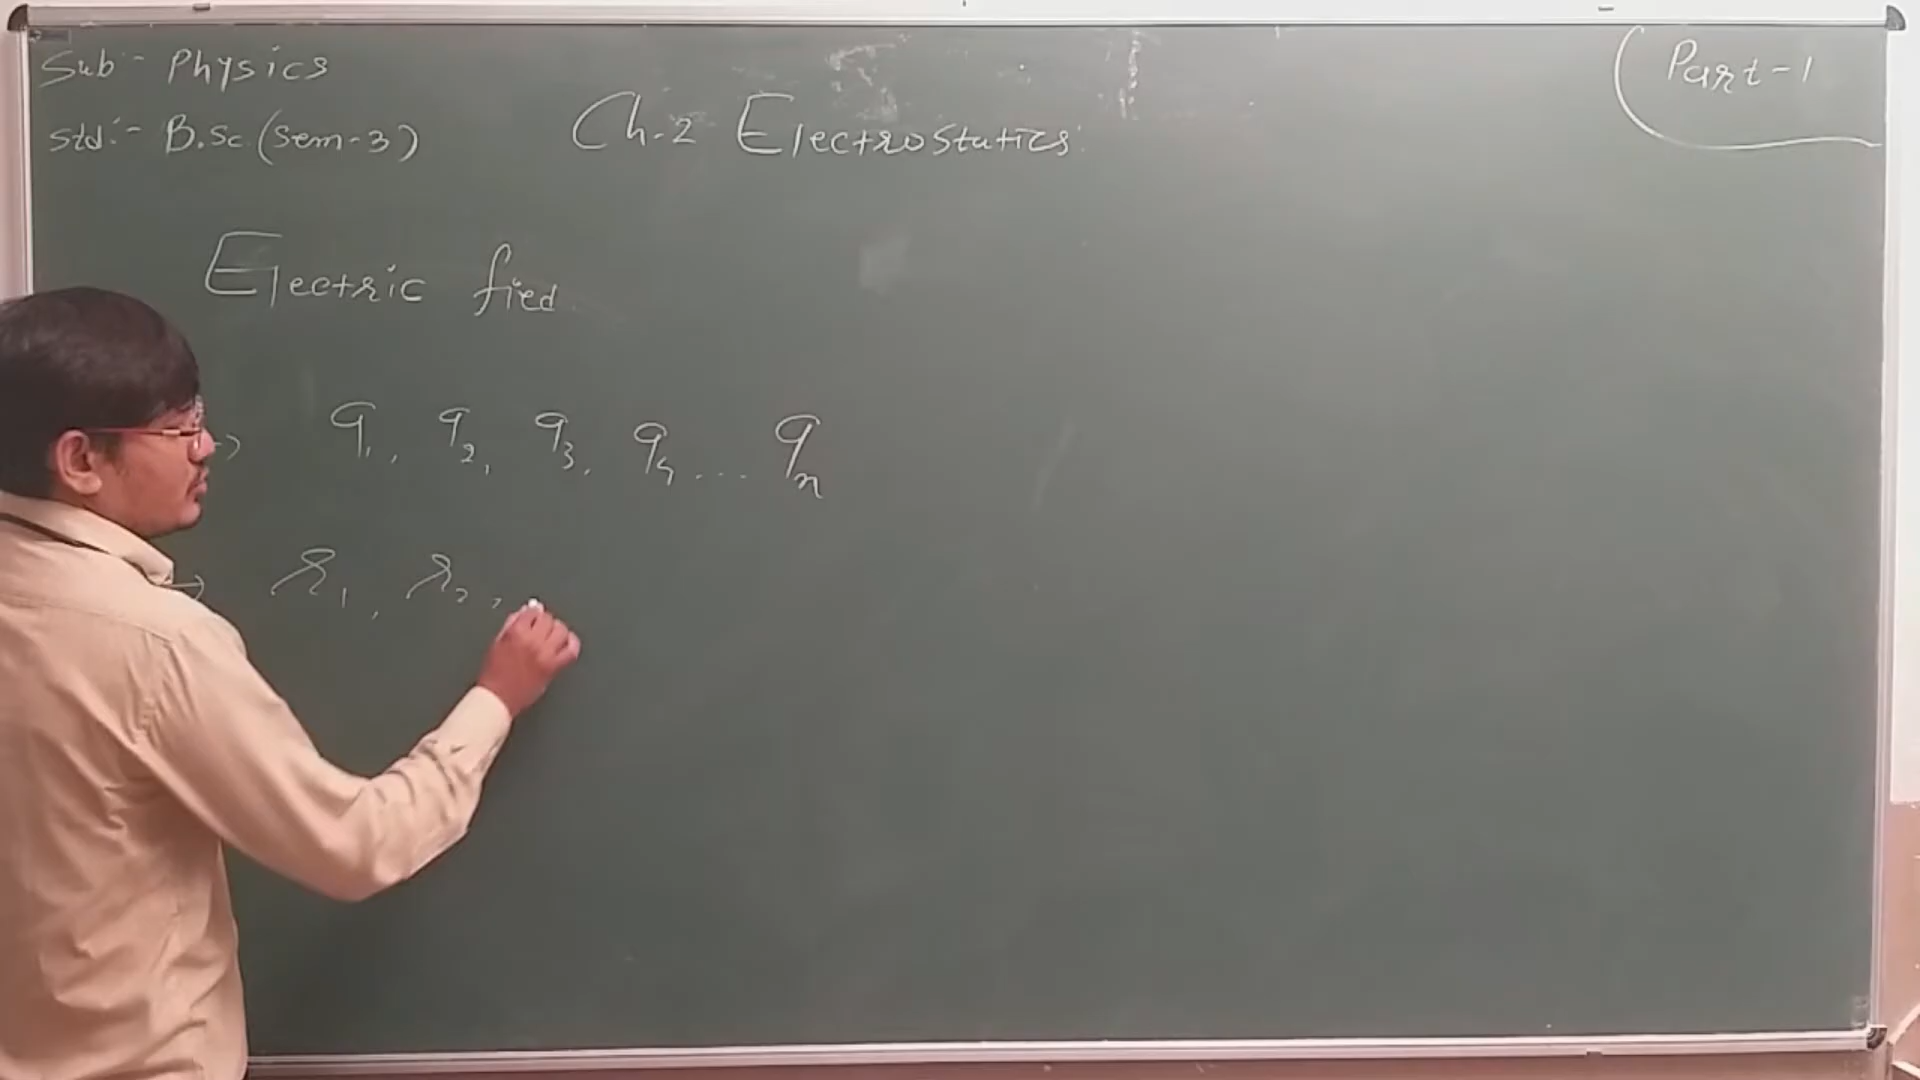 Sub - Physics
Std :- B.Sc. (Sem-3)
Ch-2 Electrostatics:
Part-1
Electric fied
→ q1, q2, q3, q4 ... qn
→ r1, r2,